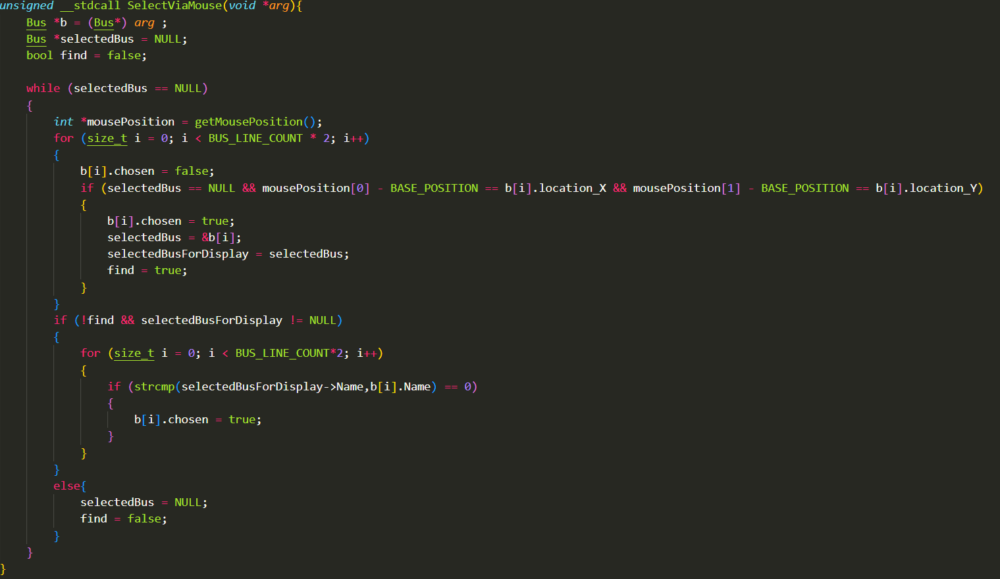 unsigned __stdcall SelectViaMouse(void *arg){
    Bus *b = (Bus*) arg ;
    Bus *selectedBus = NULL;
    bool find = false;

    while (selectedBus == NULL)
    {
        int *mousePosition = getMousePosition();
        for (size_t i = 0; i < BUS_LINE_COUNT * 2; i++)
        {
            b[i].chosen = false;
            if (selectedBus == NULL && mousePosition[0] - BASE_POSITION == b[i].location_X && mousePosition[1] - BASE_POSITION == b[i].location_Y)
            {
                b[i].chosen = true;
                selectedBus = &b[i];
                selectedBusForDisplay = selectedBus;
                find = true;
            }
        }
        if (!find && selectedBusForDisplay != NULL)
        {
            for (size_t i = 0; i < BUS_LINE_COUNT*2; i++)
            {
                if (strcmp(selectedBusForDisplay->Name,b[i].Name) == 0)
                {
                    b[i].chosen = true;
                }
            }
        }
        else{
            selectedBus = NULL;
            find = false;
        }
    }
}